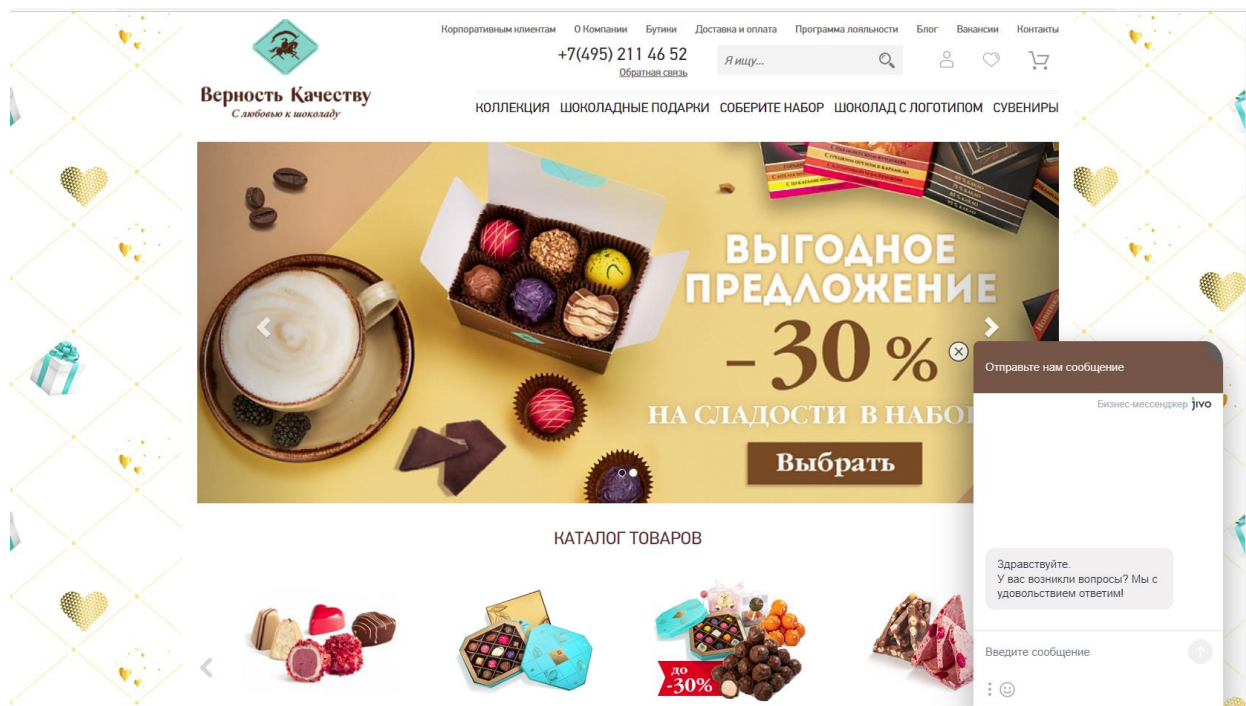 Корпоративным клиентам О Компании Бутики Доставка и оплата Программа лояльности Блог Вакансии Контакты
+7(495) 211 46 52
Обратная связь
Я ищу...
Верность Качеству
С любовью к шоколаду
КОЛЛЕКЦИЯ ШОКОЛАДНЫЕ ПОДАРКИ СОБЕРИТЕ НАБОР ШОКОЛАД С ЛОГОТИПОМ СУВЕНИРЫ
ВЫГОДНОЕ
ПРЕДЛОЖЕНИЕ
- 30 %
НА СЛАДОСТИ В НАБО
Выбрать
КАТАЛОГ ТОВАРОВ
до
-30%
Отправьте нам сообщение
Бизнес-мессенджер jivo
Здравствуйте.
У вас возникли вопросы? Мы с
удовольствием ответим!
Введите сообщение